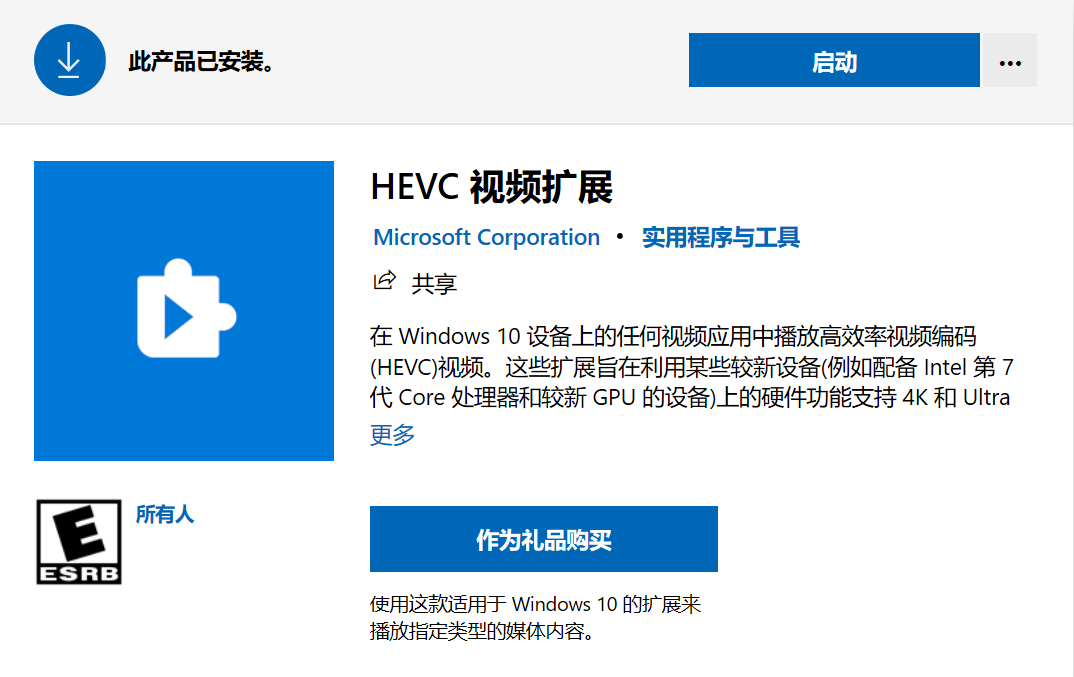 此产品已安装。
启动
HEVC 视频扩展
Microsoft Corporation • 实用程序与工具
共享
在 Windows 10 设备上的任何视频应用中播放高效率视频编码
(HEVC)视频。这些扩展旨在利用某些较新设备(例如配备 Intel 第 7
代 Core 处理器和较新 GPU 的设备)上的硬件功能支持 4K 和 Ultra
更多
E
ESRB
所有人
作为礼品购买
使用这款适用于 Windows 10 的扩展来
播放指定类型的媒体内容。